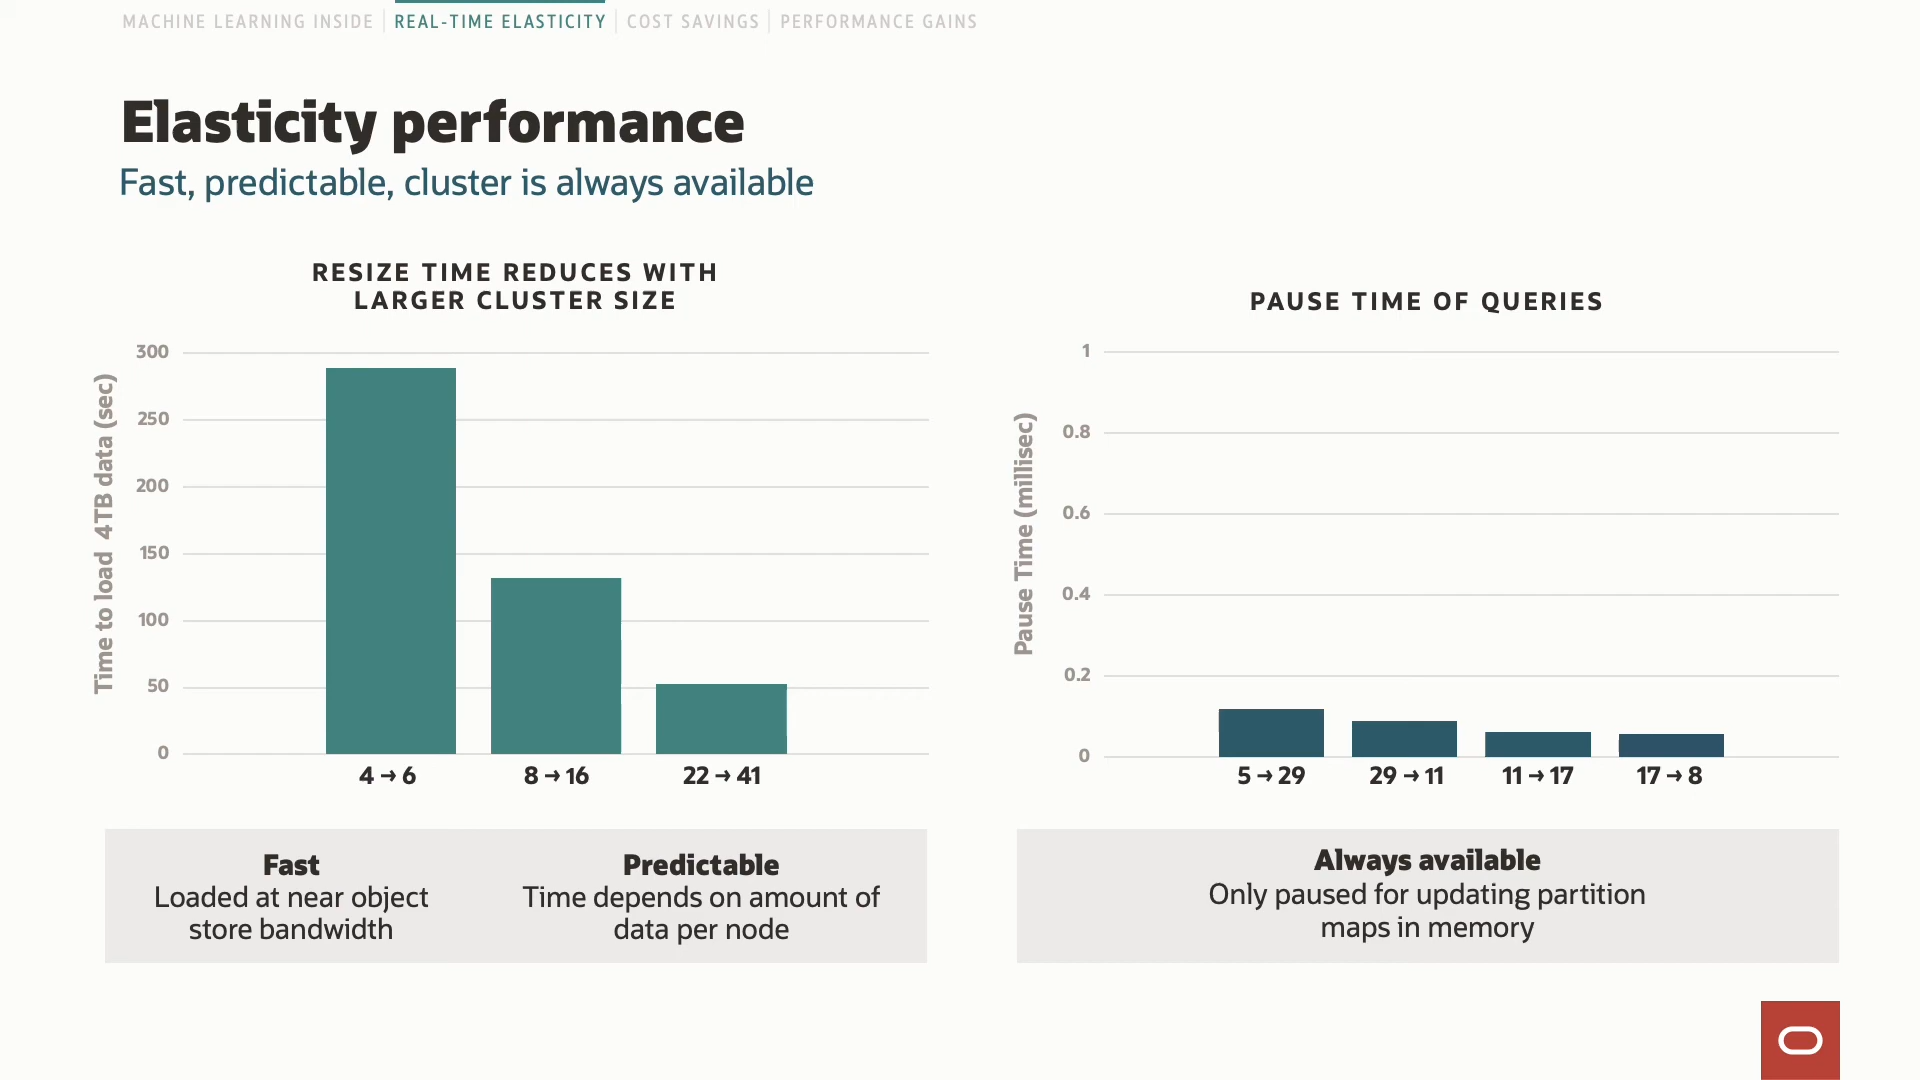 MACHINE LEARNING INSIDE | REAL-TIME ELASTICITY | COST SAVINGS | PERFORMANCE GAINS
Elasticity performance
Fast, predictable, cluster is always available
RESIZE TIME REDUCES WITH
LARGER CLUSTER SIZE
Time to load 4TB data (sec)
300
250
200
150
100
50
0
4 → 6
8 → 16
22 → 41
Fast
Loaded at near object
store bandwidth
Predictable
Time depends on amount of
data per node
PAUSE TIME OF QUERIES
Pause Time (millisec)
1
0.8
0.6
0.4
0.2
0
5 → 29
29 → 11
11 → 17
17 → 8
Always available
Only paused for updating partition
maps in memory